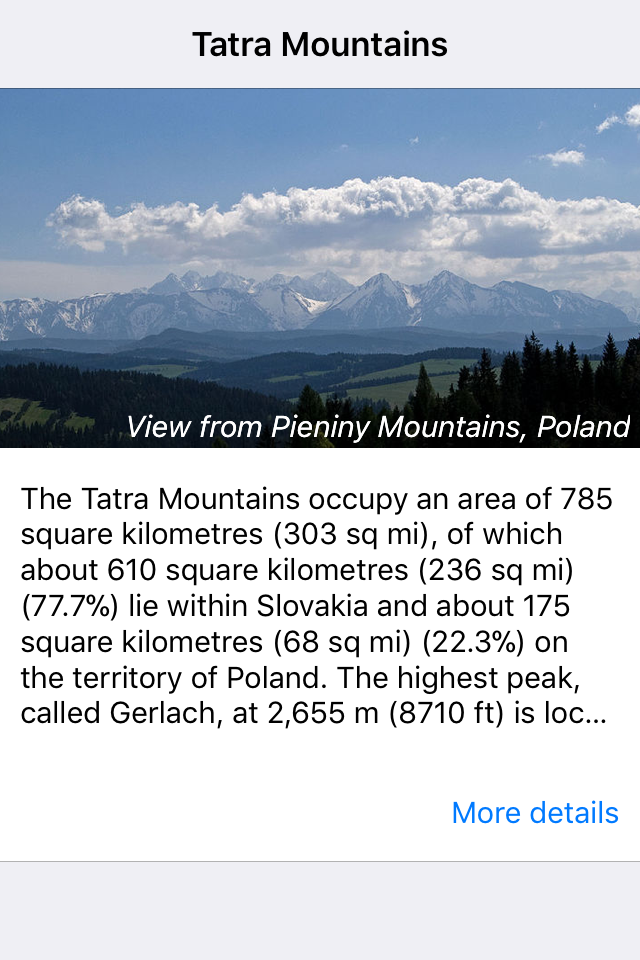 Tatra Mountains
View from Pieniny Mountains, Poland
The Tatra Mountains occupy an area of 785
square kilometres (303 sq mi), of which
about 610 square kilometres (236 sq mi)
(77.7%) lie within Slovakia and about 175
square kilometres (68 sq mi) (22.3%) on
the territory of Poland. The highest peak,
called Gerlach, at 2,655 m (8710 ft) is loc...
More details